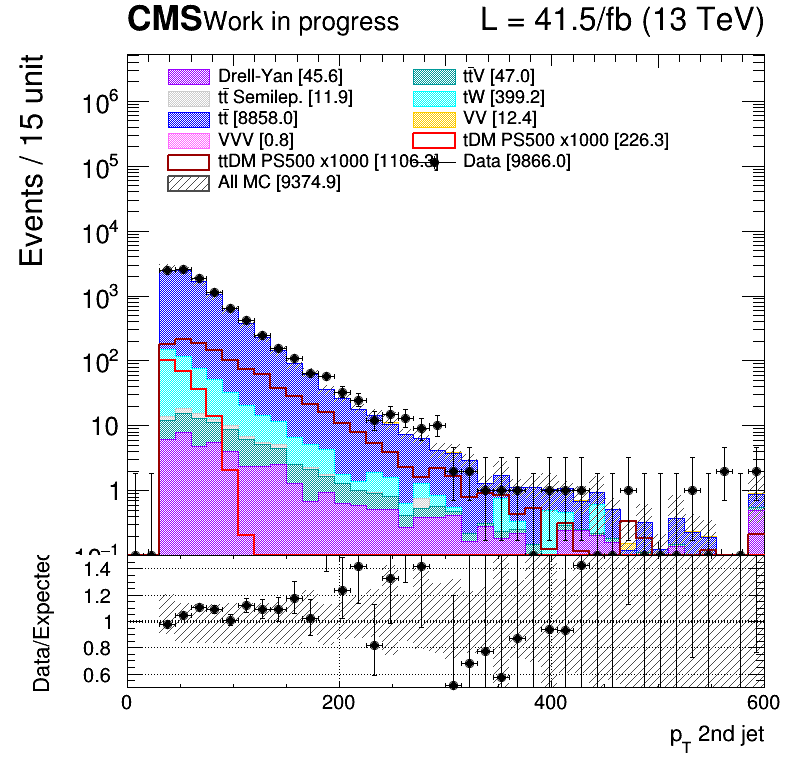 CMS Work in progress L = 41.5/fb (13 TeV)
Events / 15 unit
Drell-Yan [45.6] tt̄V [47.0]
tt̄ Semilep. [11.9] tW [399.2]
tt̄ [8858.0] VV [12.4]
VVV [0.8] tDM PS500 x1000 [226.3]
ttDM PS500 x1000 [1106.3] Data [9866.0]
All MC [9374.9]
10⁶
10⁵
10⁴
10³
10²
10
1
10⁻¹
Data/Expected
1.4
1.2
1
0.8
0.6
0 200 400 600
p_T 2nd jet